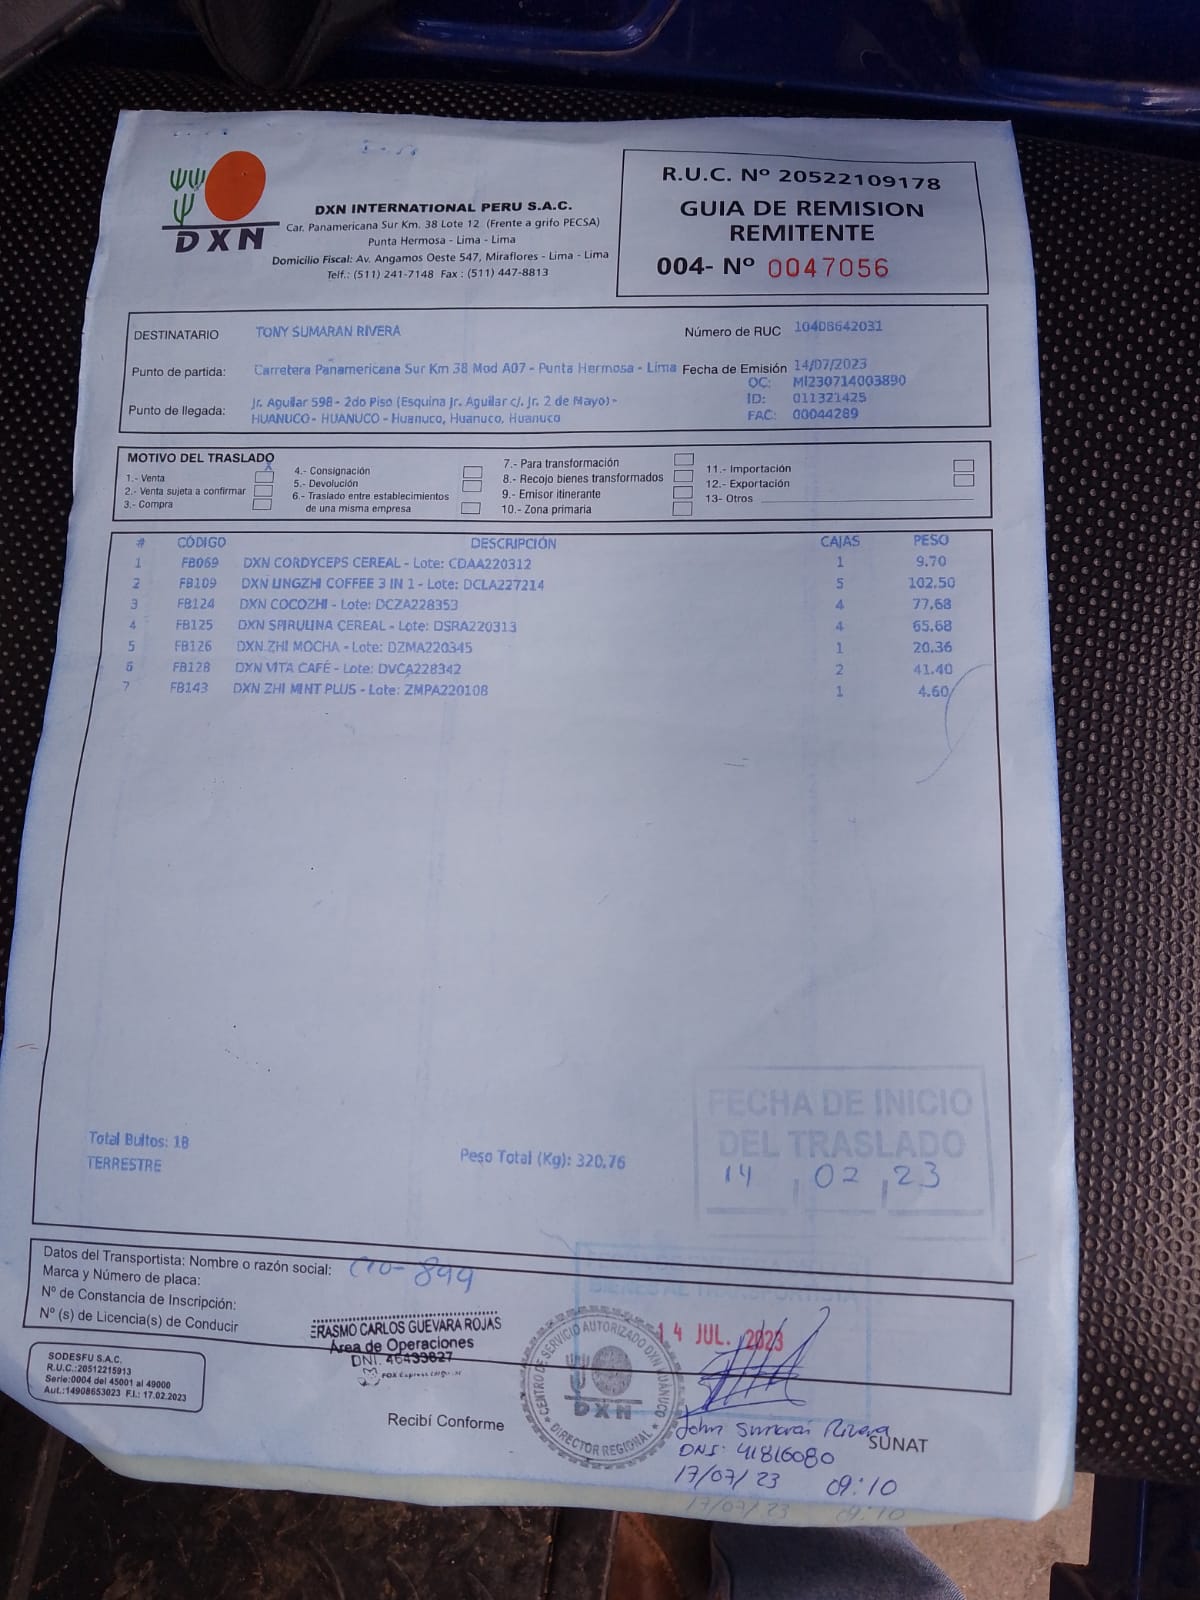 DXN
DXN INTERNATIONAL PERU S.A.C.
Car. Panamericana Sur Km. 38 Lote 12 (Frente a grifo PECSA)
Punta Hermosa - Lima - Lima
Domicilio Fiscal: Av. Angamos Oeste 547, Miraflores - Lima - Lima
Telf.: (511) 241-7148 Fax : (511) 447-8813
R.U.C. Nº 20522109178
GUIA DE REMISION
REMITENTE
004- Nº 0047056
DESTINATARIO TONY SUMARAN RIVERA Número de RUC 10408642031
Punto de partida: Carretera Panamericana Sur Km 38 Mod A07 - Punta Hermosa - Lima Fecha de Emisión 14/07/2023
OC: MI230714003890
Punto de llegada: Jr. Aguilar 598 - 2do Piso (Esquina Jr. Aguilar c/. Jr. 2 de Mayo) - ID: 011321425
HUANUCO - HUANUCO - Huanuco, Huanuco, Huanuco FAC: 00044289
MOTIVO DEL TRASLADO
1.- Venta X
2.- Venta sujeta a confirmar
3.- Compra
4.- Consignación
5.- Devolución
6.- Traslado entre establecimientos
de una misma empresa
7.- Para transformación
8.- Recojo bienes transformados
9.- Emisor itinerante
10.- Zona primaria
11.- Importación
12.- Exportación
13- Otros
# CÓDIGO DESCRIPCIÓN CAJAS PESO
1 FB069 DXN CORDYCEPS CEREAL - Lote: CDAA220312 1 9.70
2 FB109 DXN LINGZHI COFFEE 3 IN 1 - Lote: DCLA227214 5 102.50
3 FB124 DXN COCOZHI - Lote: DCZA228353 4 77.68
4 FB125 DXN SPIRULINA CEREAL - Lote: DSRA220313 4 65.68
5 FB126 DXN ZHI MOCHA - Lote: DZMA220345 1 20.36
6 FB128 DXN VITA CAFÉ - Lote: DVCA228342 2 41.40
7 FB143 DXN ZHI MINT PLUS - Lote: ZMPA220108 1 4.60
Total Bultos: 18
TERRESTRE
Peso Total (Kg): 320.76
FECHA DE INICIO
DEL TRASLADO
14 02 23
Datos del Transportista: Nombre o razón social:
Marca y Número de placa:
Nº de Constancia de Inscripción:
Nº (s) de Licencia(s) de Conducir
ERASMO CARLOS GUEVARA ROJAS
Área de Operaciones
DNI. 46433627
BIENES AL TRANSPORTISTA
14 JUL. 2023
SODESFU S.A.C.
R.U.C.:20512215913
Serie:0004 del 45001 al 49000
Aut.:14908653023 F.I.: 17.02.2023
Recibí Conforme
CENTRO DE SERVICIO AUTORIZADO DXN HUANUCO
DXN
DIRECTOR REGIONAL
John Sumarán Rivera
SUNAT
DNI: 41816080
17/07/23 09:10
17/07/23 09:10